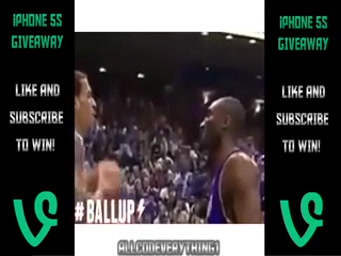 iPHONE 5S
GIVEAWAY
LIKE AND
SUBSCRIBE
TO WIN!
#BALLUP
ALLCODEVERYTHING1
iPHONE 5S
GIVEAWAY
LIKE AND
SUBSCRIBE
TO WIN!